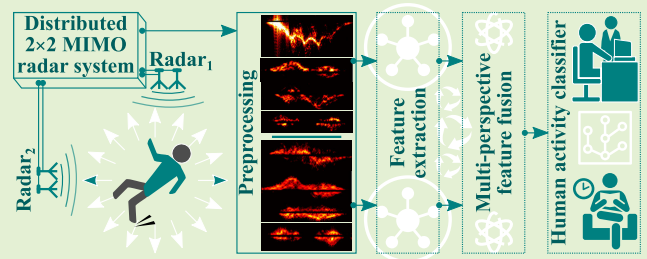 Distributed
2×2 MIMO
radar system
Radar1
Radar2
Preprocessing
Feature
extraction
Multi-perspective
feature fusion
Human activity classifier